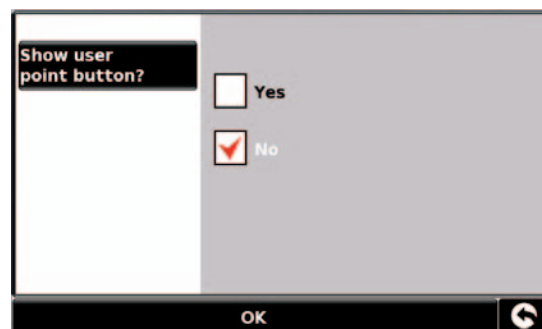 Show user
point button?
Yes
No
OK